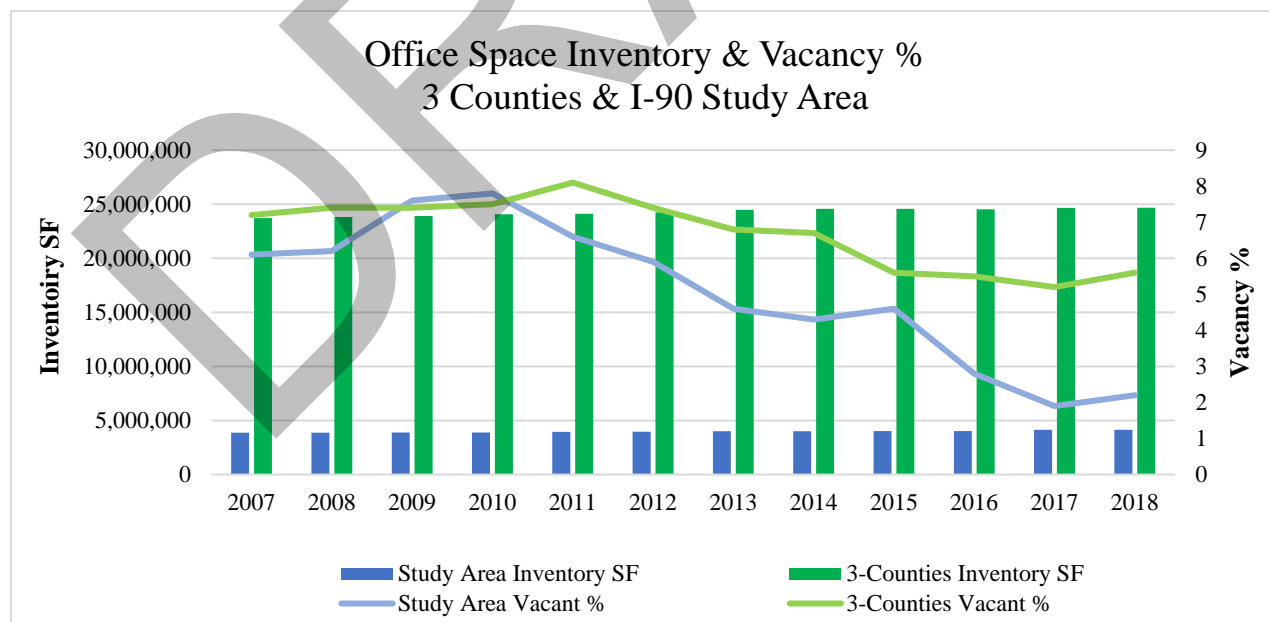 Office Space Inventory & Vacancy %
3 Counties & I-90 Study Area
Inventoiry SF
30,000,000
25,000,000
20,000,000
15,000,000
10,000,000
5,000,000
0
9
8
7
6
5
4
3
2
1
0
Vacancy %
2007 2008 2009 2010 2011 2012 2013 2014 2015 2016 2017 2018
Study Area Inventory SF 3-Counties Inventory SF
Study Area Vacant % 3-Counties Vacant %